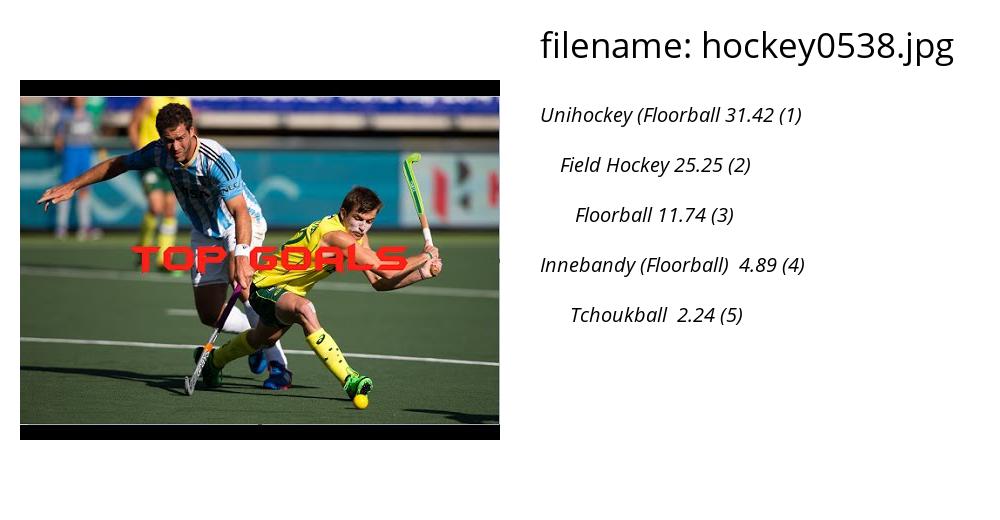 filename: hockey0538.jpg
Unihockey (Floorball 31.42 (1)
Field Hockey 25.25 (2)
Floorball 11.74 (3)
Innebandy (Floorball)  4.89 (4)
Tchoukball  2.24 (5)
TOP GOALS